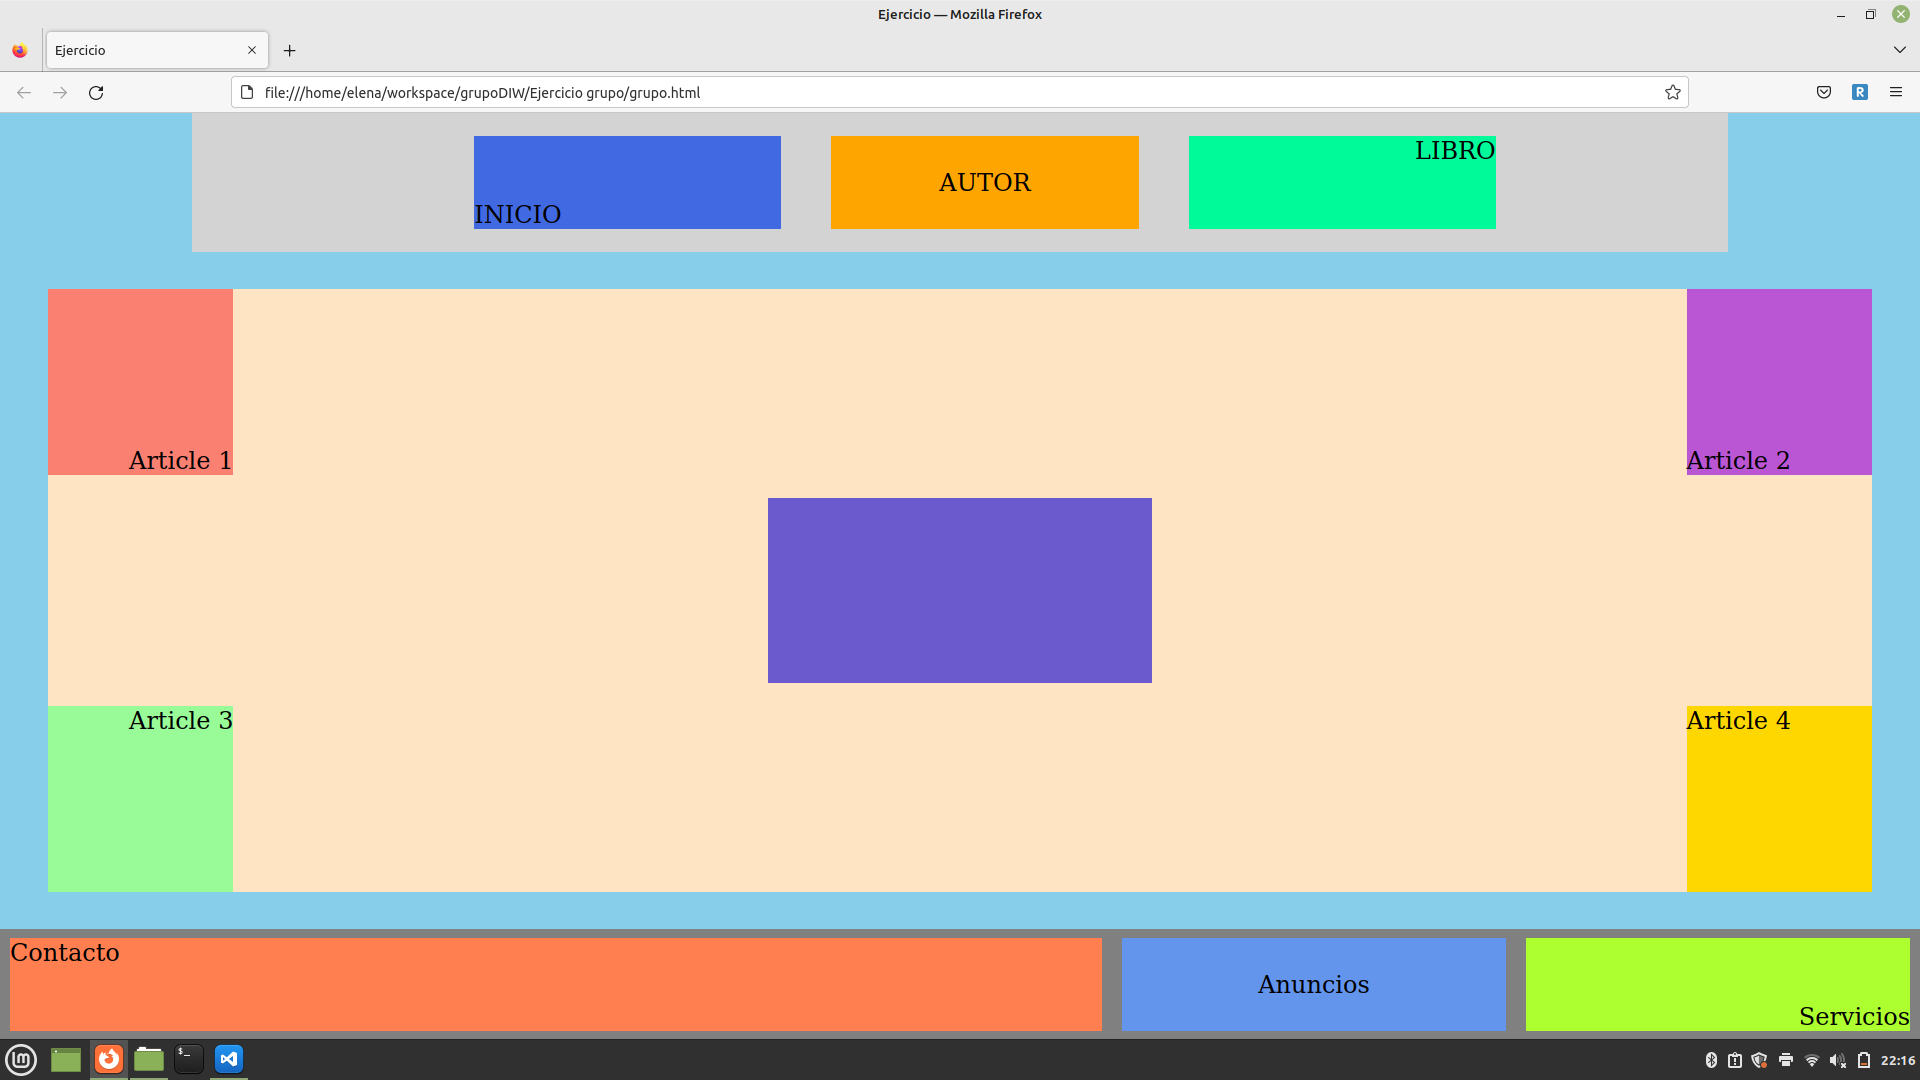 Ejercicio — Mozilla Firefox
Ejercicio
file:///home/elena/workspace/grupoDIW/Ejercicio grupo/grupo.html
R
INICIO
AUTOR
LIBRO
Article 1
Article 2
Article 3
Article 4
Contacto
Anuncios
Servicios
lm
$_
22:16